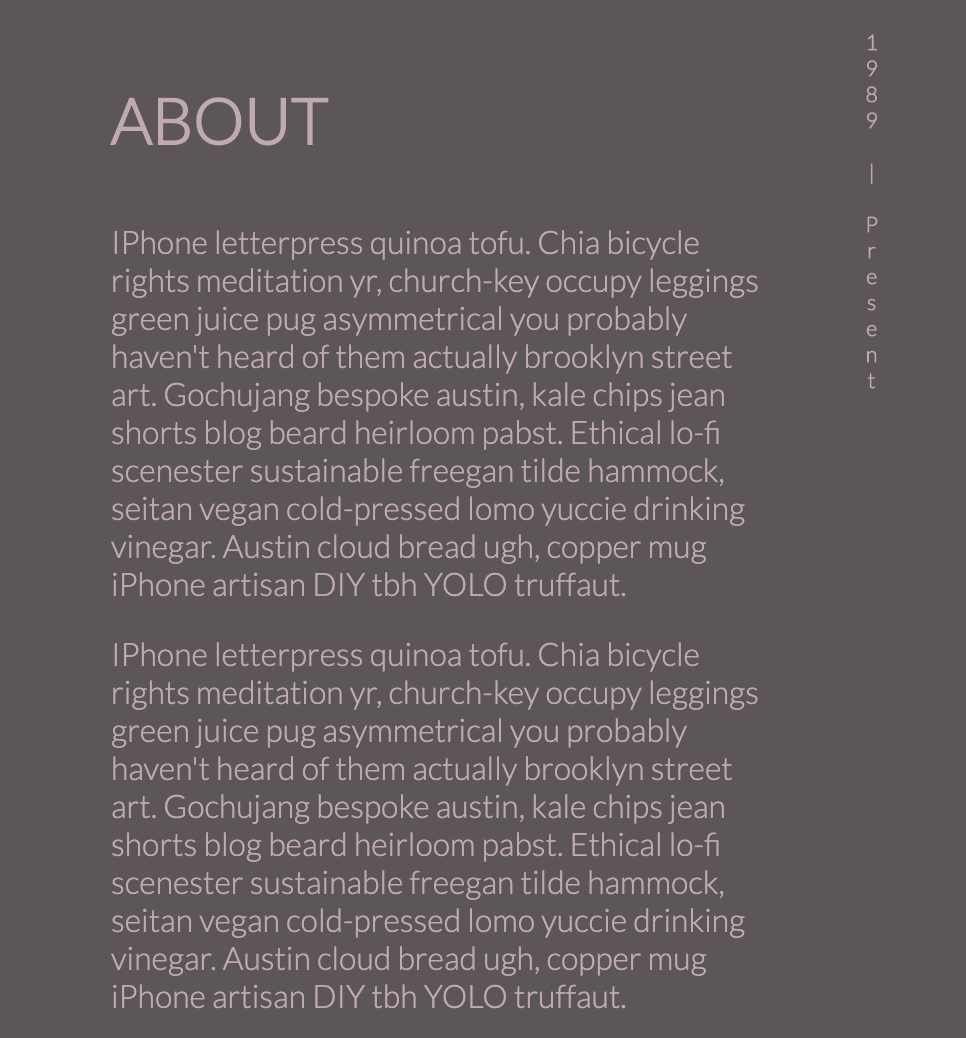 ABOUT
IPhone letterpress quinoa tofu. Chia bicycle
rights meditation yr, church-key occupy leggings
green juice pug asymmetrical you probably
haven't heard of them actually brooklyn street
art. Gochujang bespoke austin, kale chips jean
shorts blog beard heirloom pabst. Ethical lo-fi
scenester sustainable freegan tilde hammock,
seitan vegan cold-pressed lomo yuccie drinking
vinegar. Austin cloud bread ugh, copper mug
iPhone artisan DIY tbh YOLO truffaut.
IPhone letterpress quinoa tofu. Chia bicycle
rights meditation yr, church-key occupy leggings
green juice pug asymmetrical you probably
haven't heard of them actually brooklyn street
art. Gochujang bespoke austin, kale chips jean
shorts blog beard heirloom pabst. Ethical lo-fi
scenester sustainable freegan tilde hammock,
seitan vegan cold-pressed lomo yuccie drinking
vinegar. Austin cloud bread ugh, copper mug
iPhone artisan DIY tbh YOLO truffaut.
1989 | Present